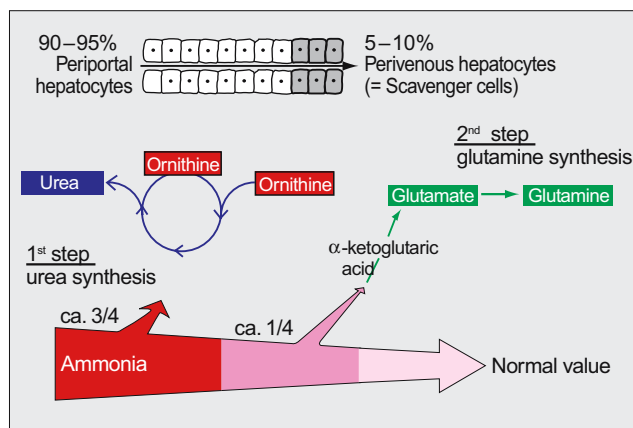 90–95%
Periportal
hepatocytes
5–10%
Perivenous hepatocytes
(= Scavenger cells)
2nd step
glutamine synthesis
Ornithine
Urea
Ornithine
Glutamate
Glutamine
α-ketoglutaric
acid
1st step
urea synthesis
ca. 3/4
ca. 1/4
Ammonia
Normal value